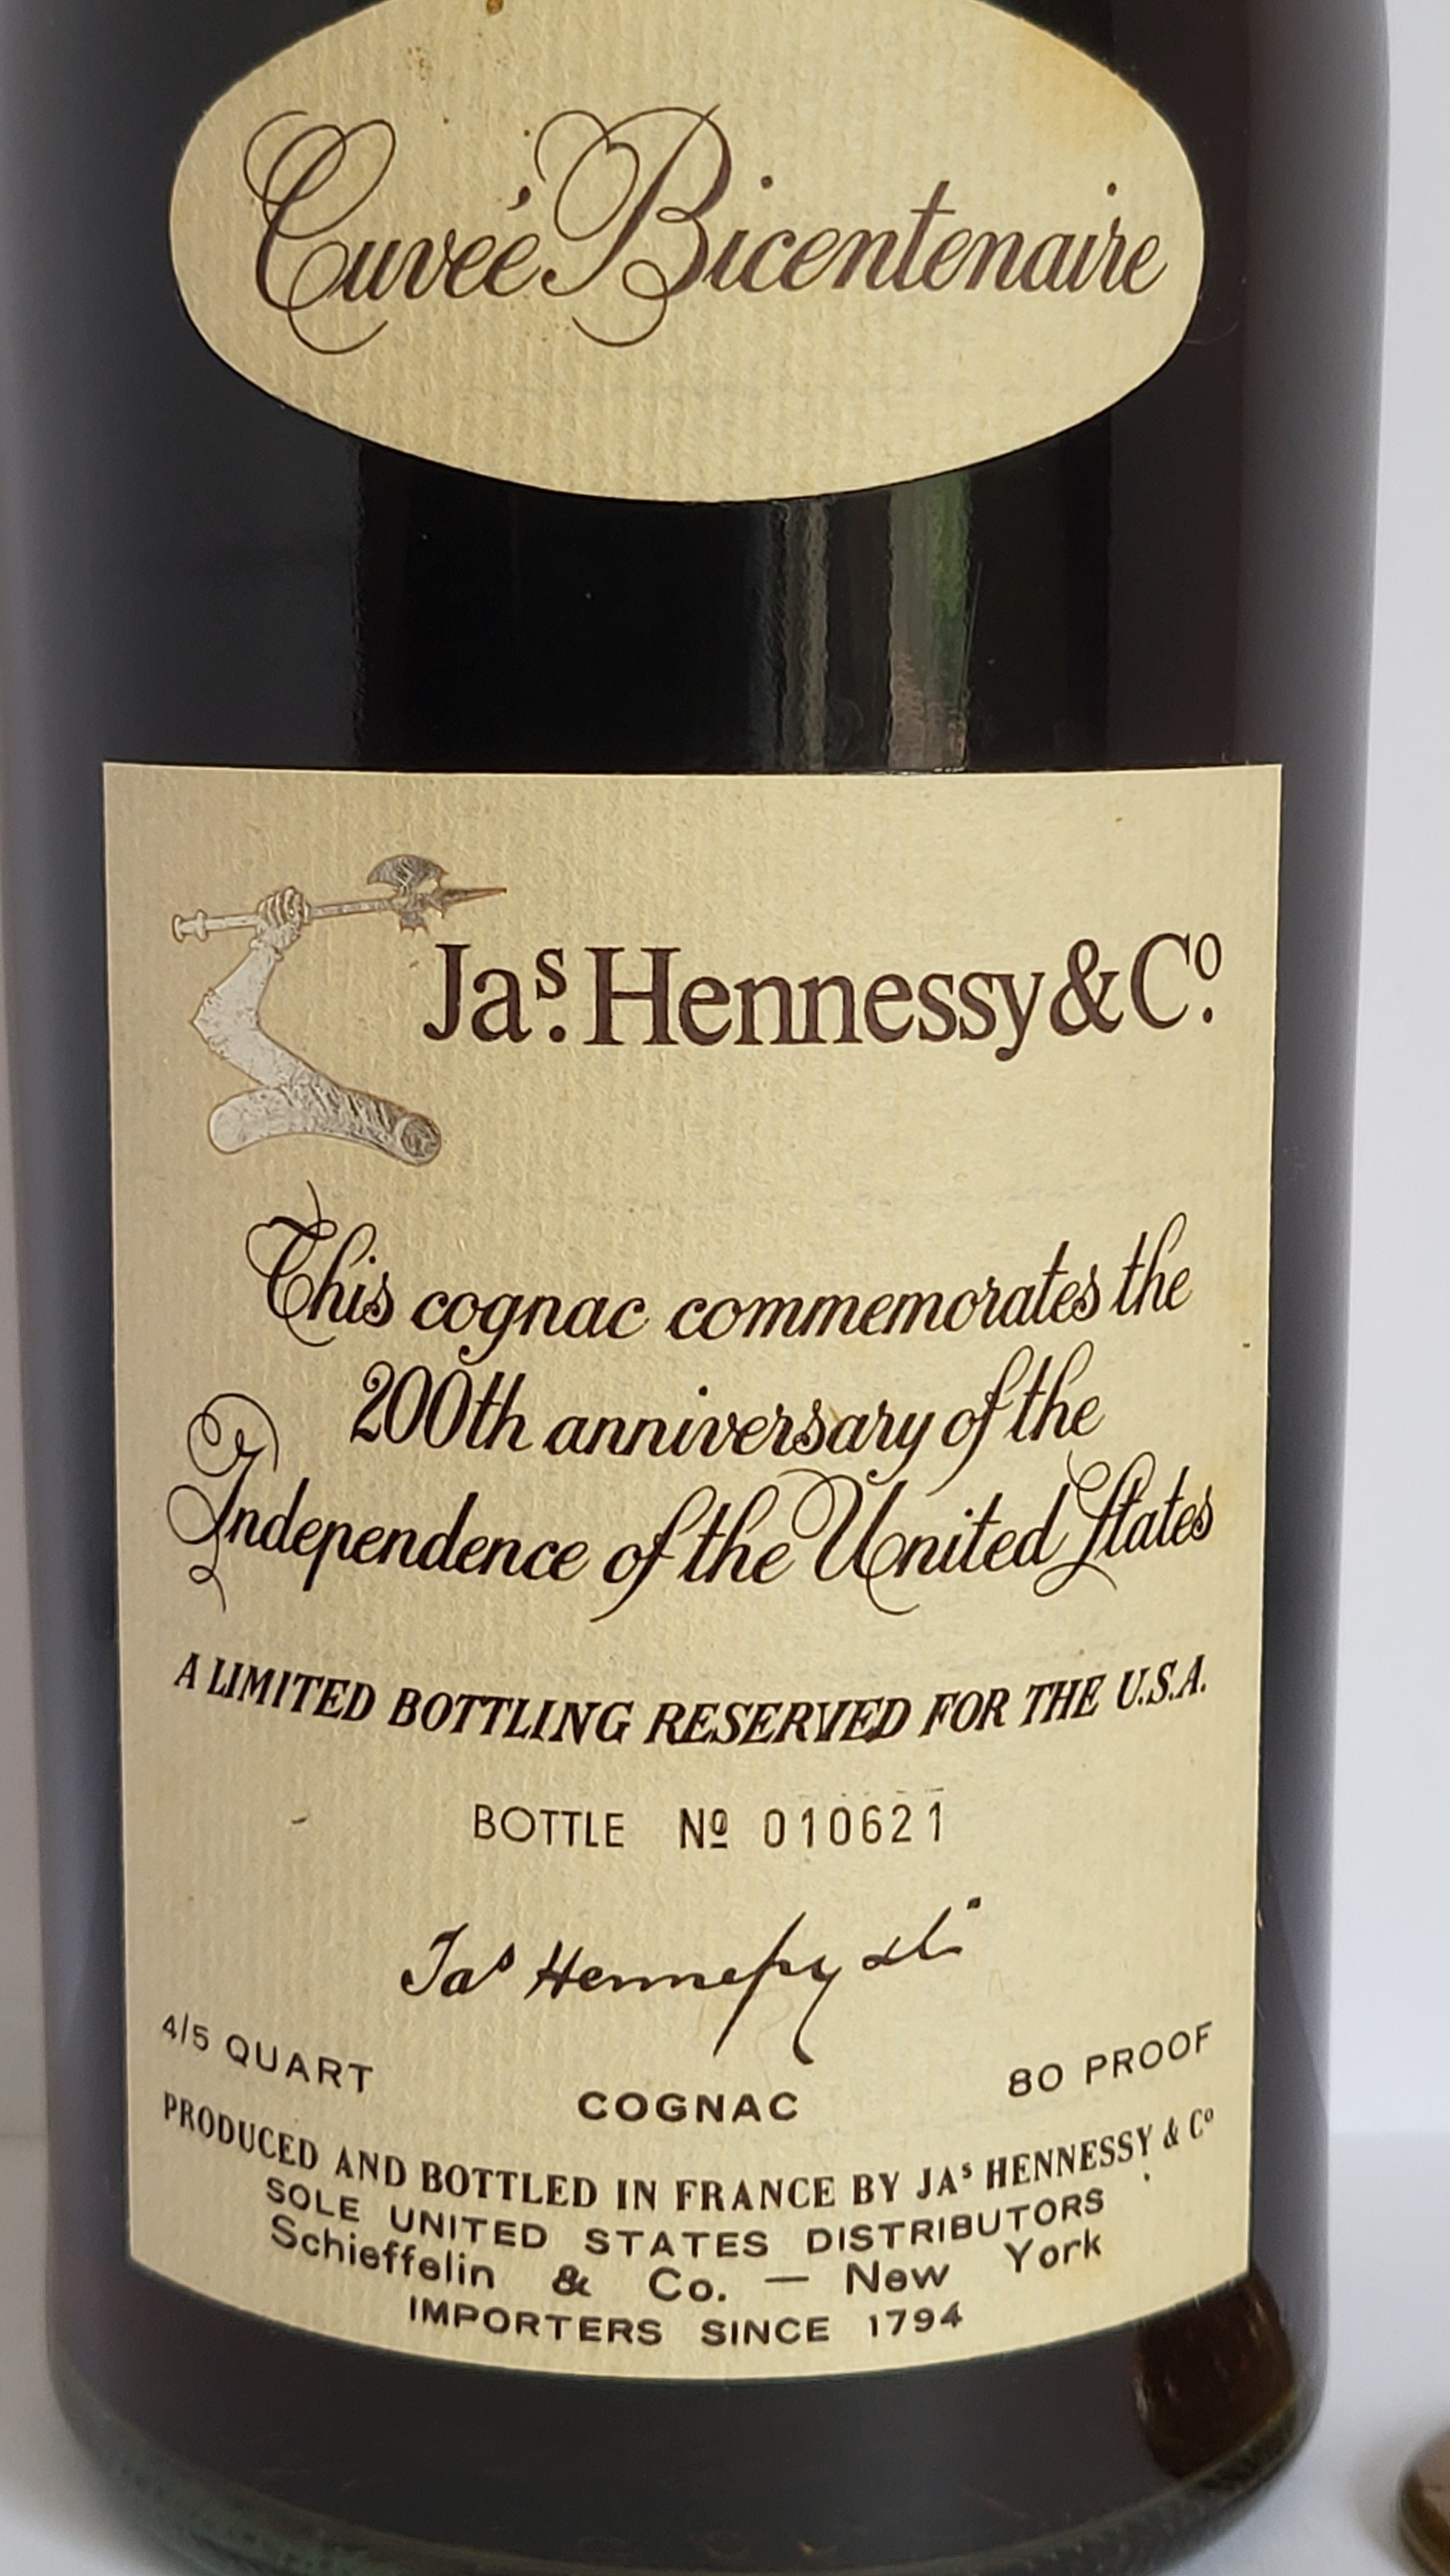 Cuvée Bicentenaire
Jas. Hennessy & Co.
This cognac commemorates the
200th anniversary of the
Independence of the United States
A LIMITED BOTTLING RESERVED FOR THE U.S.A.
BOTTLE Nº 010621
Jas Hennessy & Co
4/5 QUART
COGNAC
80 PROOF
PRODUCED AND BOTTLED IN FRANCE BY JAs HENNESSY & Co
SOLE UNITED STATES DISTRIBUTORS
Schieffelin & Co. — New York
IMPORTERS SINCE 1794